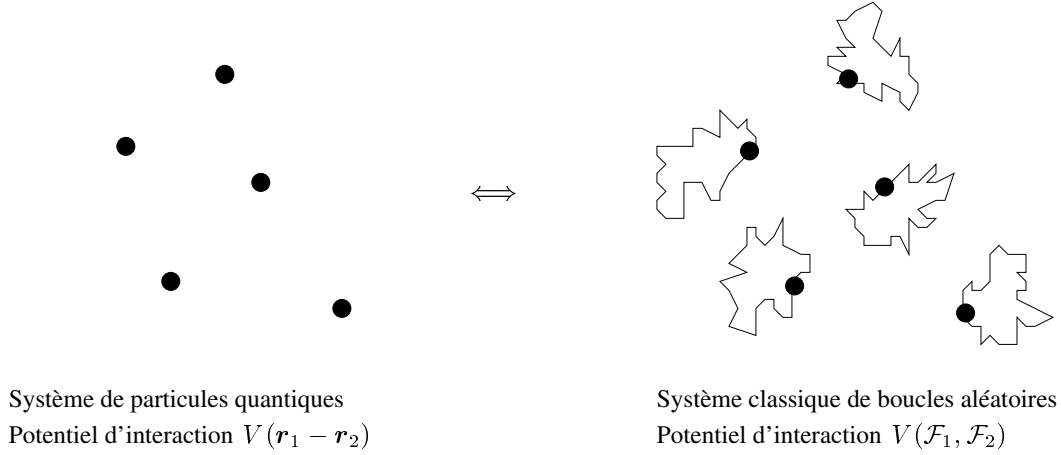 ⟺
Système de particules quantiques
Potentiel d'interaction V(r₁ − r₂)
Système classique de boucles aléatoires
Potentiel d'interaction V(ℱ₁, ℱ₂)